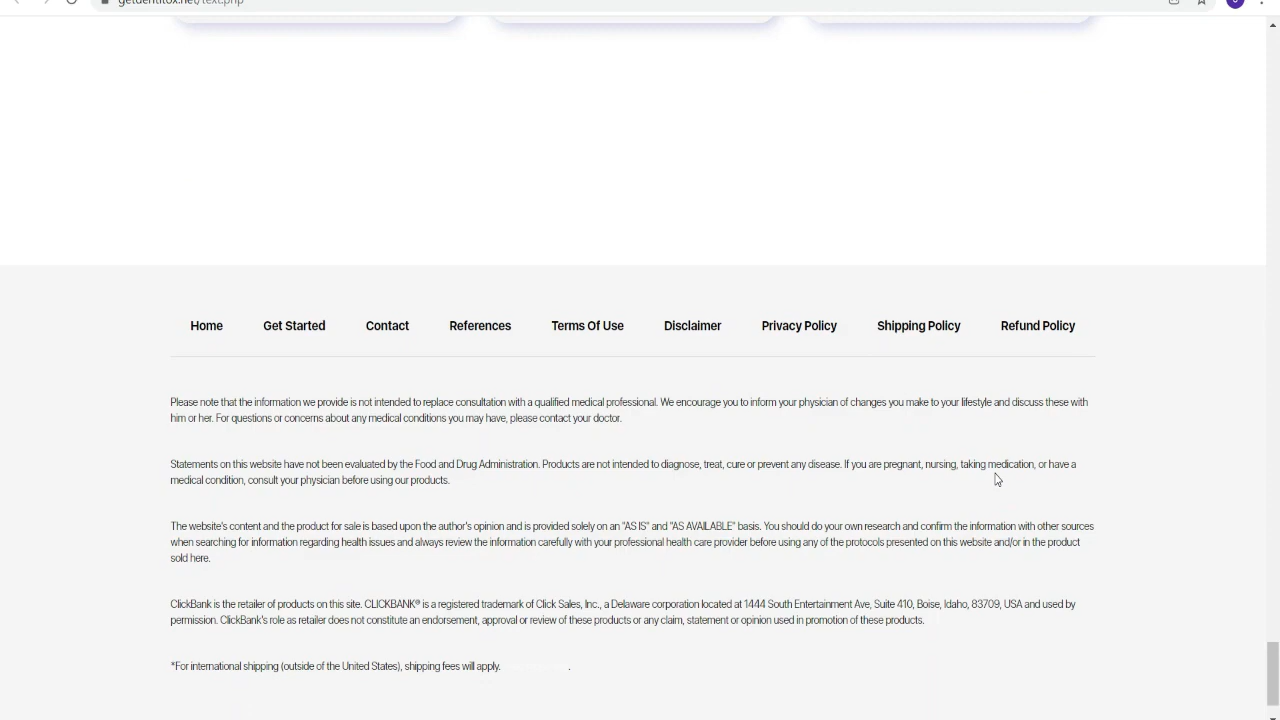 getdentitox.net/text.php
Home Get Started Contact References Terms Of Use Disclaimer Privacy Policy Shipping Policy Refund Policy
Please note that the information we provide is not intended to replace consultation with a qualified medical professional. We encourage you to inform your physician of changes you make to your lifestyle and discuss these with
him or her. For questions or concerns about any medical conditions you may have, please contact your doctor.
Statements on this website have not been evaluated by the Food and Drug Administration. Products are not intended to diagnose, treat, cure or prevent any disease. If you are pregnant, nursing, taking medication, or have a
medical condition, consult your physician before using our products.
The website's content and the product for sale is based upon the author's opinion and is provided solely on an "AS IS" and "AS AVAILABLE" basis. You should do your own research and confirm the information with other sources
when searching for information regarding health issues and always review the information carefully with your professional health care provider before using any of the protocols presented on this website and/or in the product
sold here.
ClickBank is the retailer of products on this site. CLICKBANK® is a registered trademark of Click Sales, Inc., a Delaware corporation located at 1444 South Entertainment Ave, Suite 410, Boise, Idaho, 83709, USA and used by
permission. ClickBank's role as retailer does not constitute an endorsement, approval or review of these products or any claim, statement or opinion used in promotion of these products.
*For international shipping (outside of the United States), shipping fees will apply. .